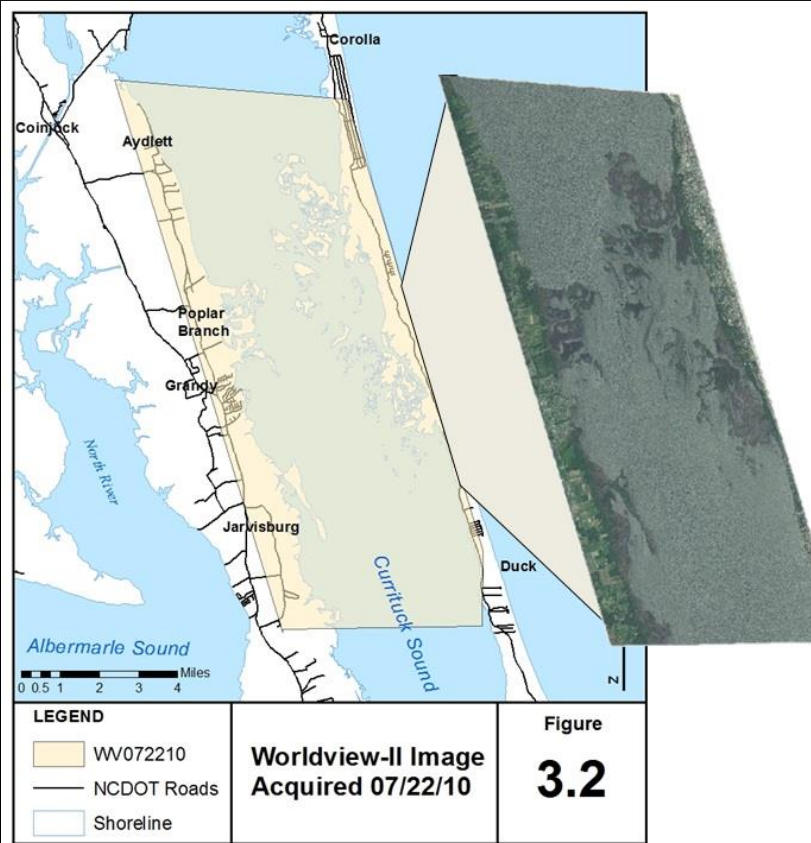 Corolla
Coinjock
Aydlett
Poplar
Branch
Grandy
North River
Jarvisburg
Duck
Currituck Sound
Albermarle Sound
Miles
0 0.5 1 2 3 4
N
LEGEND
WV072210
NCDOT Roads
Shoreline
Worldview-II Image
Acquired 07/22/10
Figure
3.2